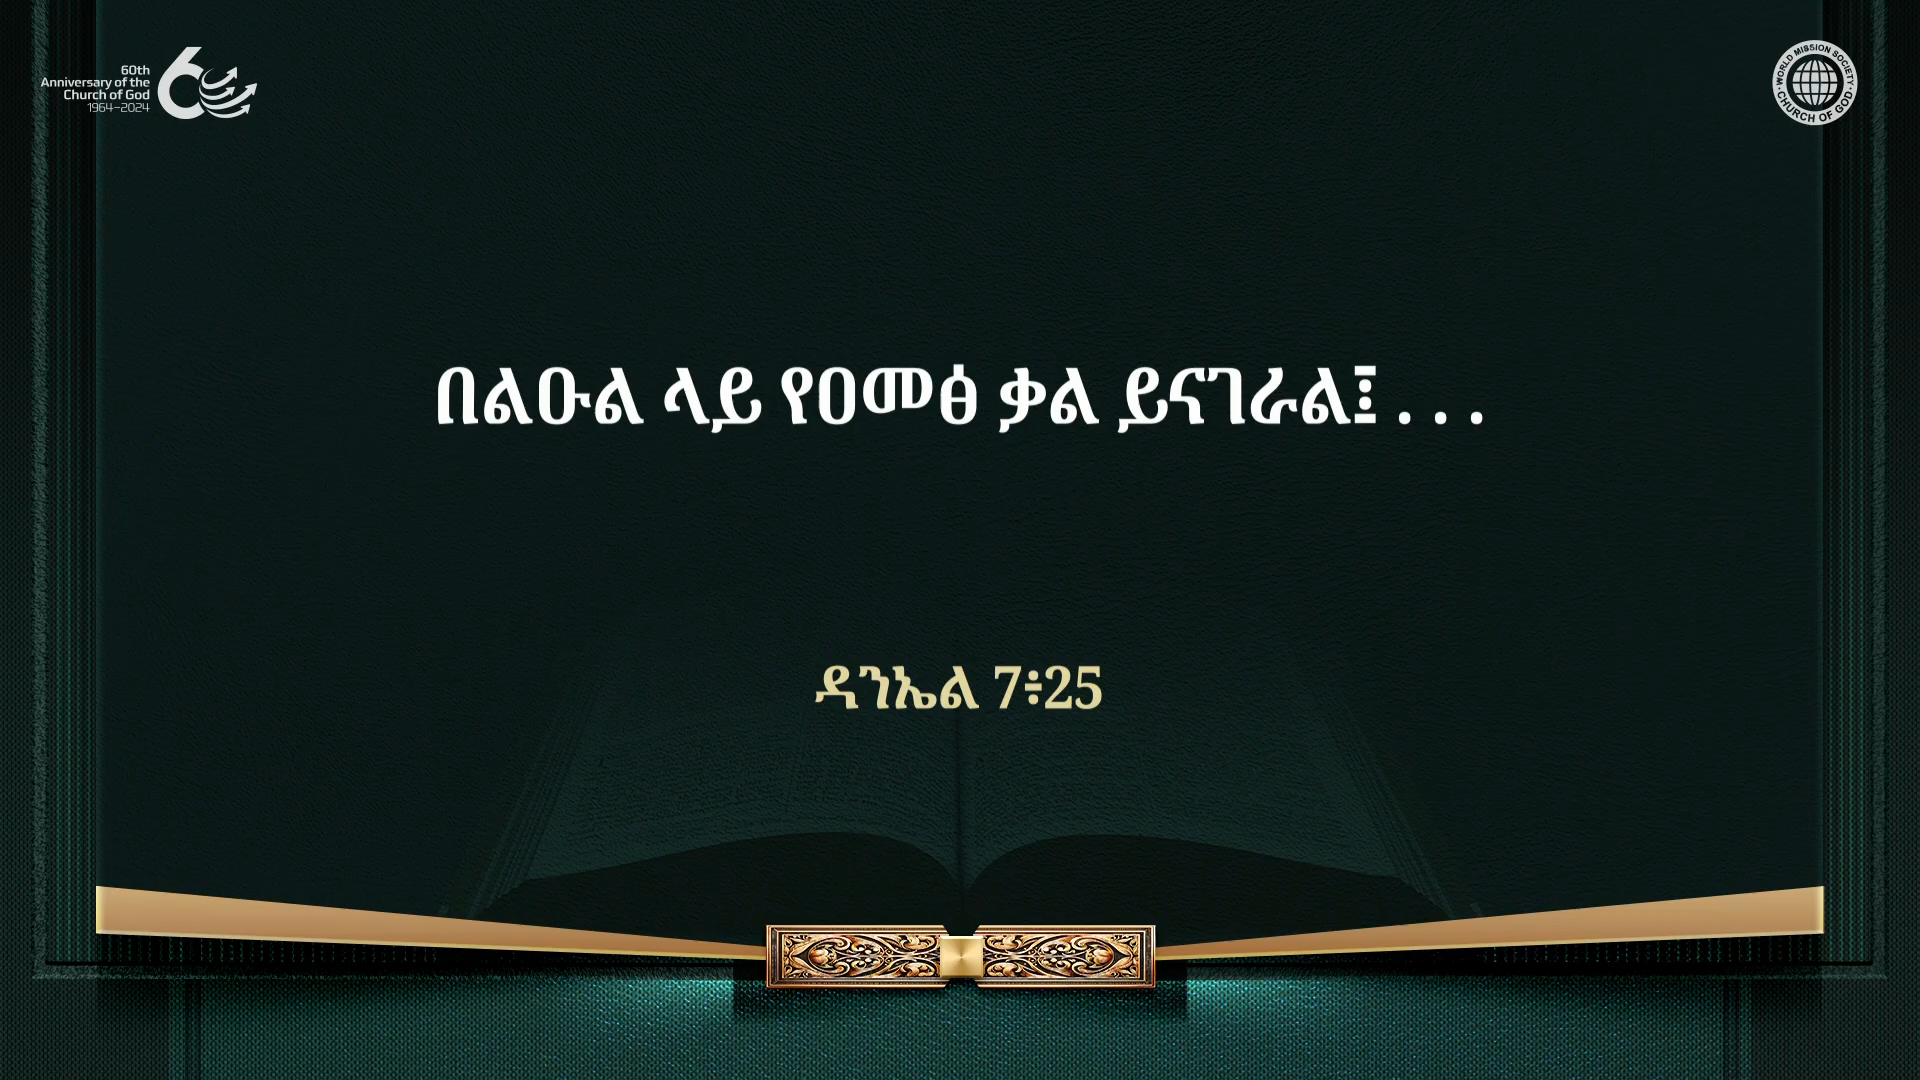 60th
Anniversary of the
Church of God
1964–2024
60
WORLD MISSION SOCIETY
CHURCH OF GOD
በልዑል ላይ የዐመፅ ቃል ይናገራል፤ . . .
ዳንኤል 7፥25